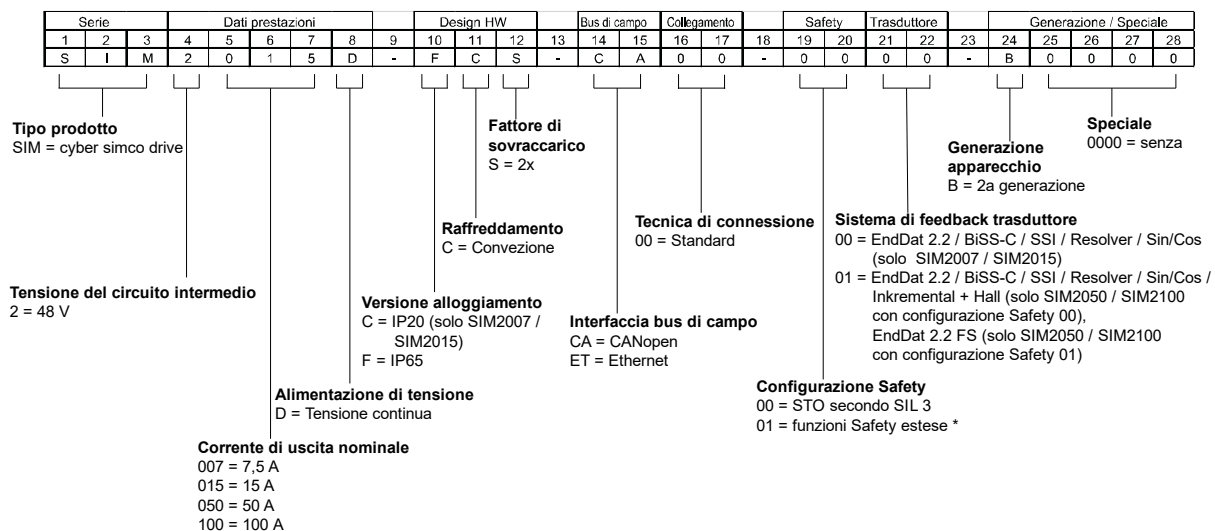 Serie Dati prestazioni Design HW Bus di campo Collegamento Safety Trasduttore Generazione / Speciale
1 2 3 4 5 6 7 8 9 10 11 12 13 14 15 16 17 18 19 20 21 22 23 24 25 26 27 28
S I M 2 0 1 5 D - F C S - C A 0 0 - 0 0 0 0 - B 0 0 0 0
Tipo prodotto
SIM = cyber simco drive
Fattore di
sovraccarico
S = 2x
Speciale
0000 = senza
Generazione
apparecchio
B = 2a generazione
Raffreddamento
C = Convezione
Tecnica di connessione
00 = Standard
Sistema di feedback trasduttore
00 = EndDat 2.2 / BiSS-C / SSI / Resolver / Sin/Cos
(solo SIM2007 / SIM2015)
01 = EndDat 2.2 / BiSS-C / SSI / Resolver / Sin/Cos /
Inkremental + Hall (solo SIM2050 / SIM2100
con configurazione Safety 00),
EndDat 2.2 FS (solo SIM2050 / SIM2100
con configurazione Safety 01)
Tensione del circuito intermedio
2 = 48 V
Versione alloggiamento
C = IP20 (solo SIM2007 /
SIM2015)
F = IP65
Interfaccia bus di campo
CA = CANopen
ET = Ethernet
Configurazione Safety
00 = STO secondo SIL 3
01 = funzioni Safety estese *
Alimentazione di tensione
D = Tensione continua
Corrente di uscita nominale
007 = 7,5 A
015 = 15 A
050 = 50 A
100 = 100 A